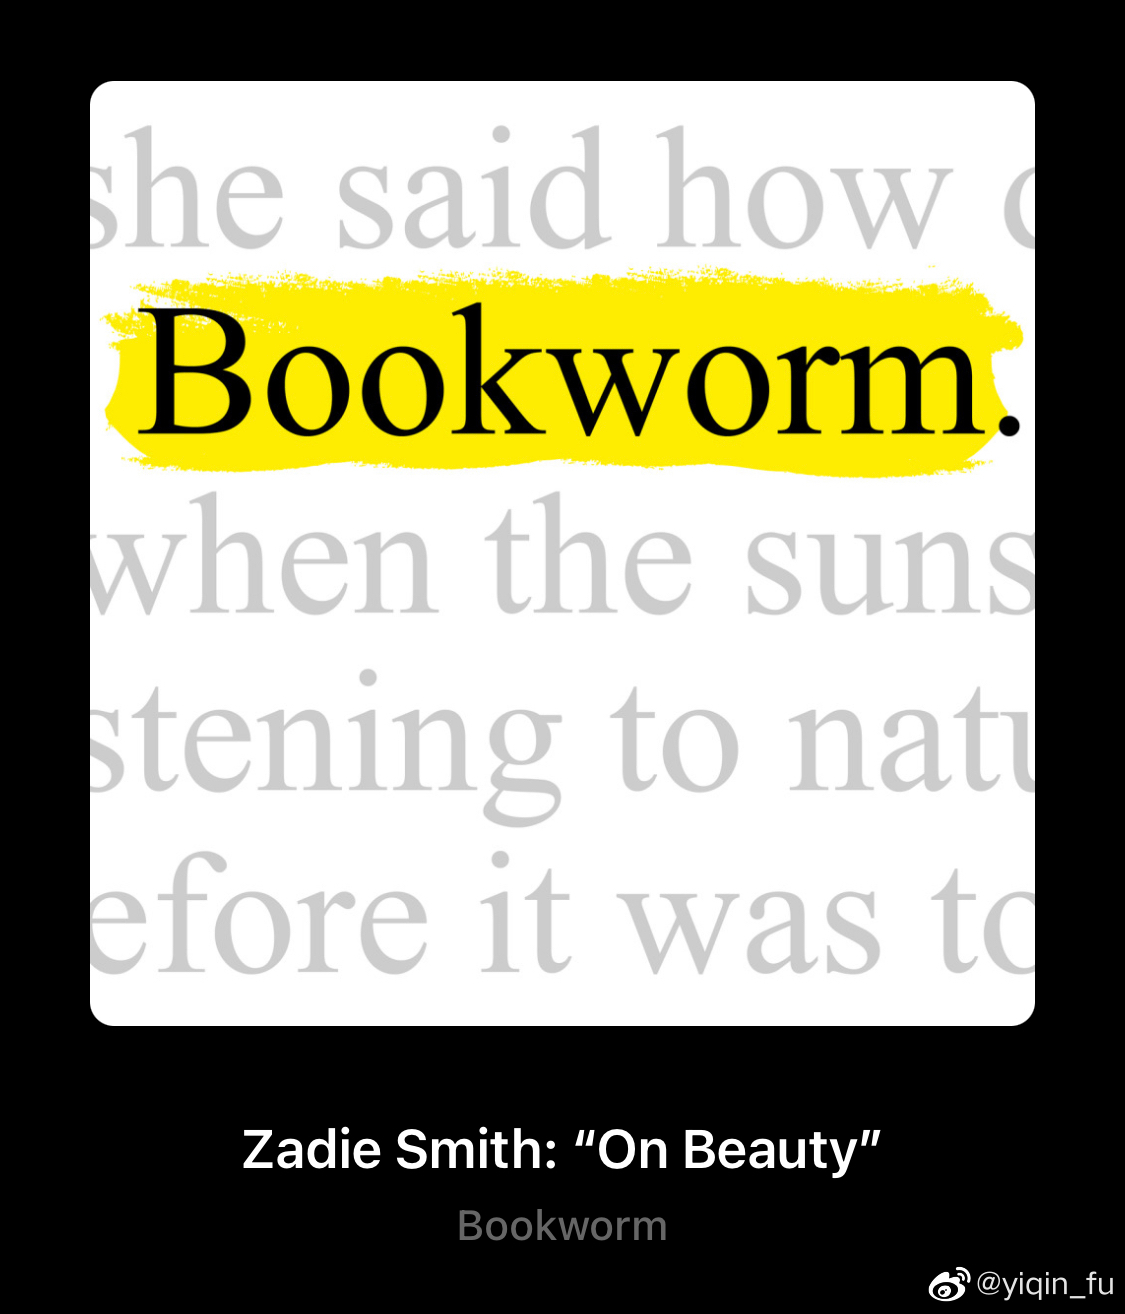 she said how
Bookworm.
when the suns
stening to natu
efore it was to
Zadie Smith: “On Beauty”
Bookworm
@yiqin_fu